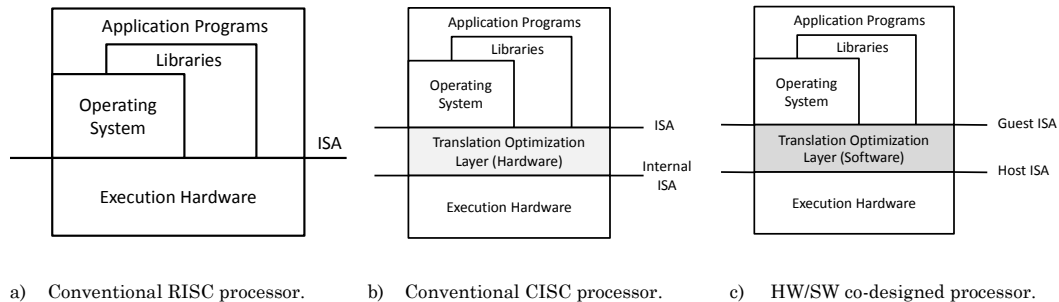 Application Programs
Libraries
Operating
System
ISA
Execution Hardware
a) Conventional RISC processor.
Application Programs
Libraries
Operating
System
ISA
Translation Optimization
Layer (Hardware)
Internal
ISA
Execution Hardware
b) Conventional CISC processor.
Application Programs
Libraries
Operating
System
Guest ISA
Translation Optimization
Layer (Software)
Host ISA
Execution Hardware
c) HW/SW co-designed processor.